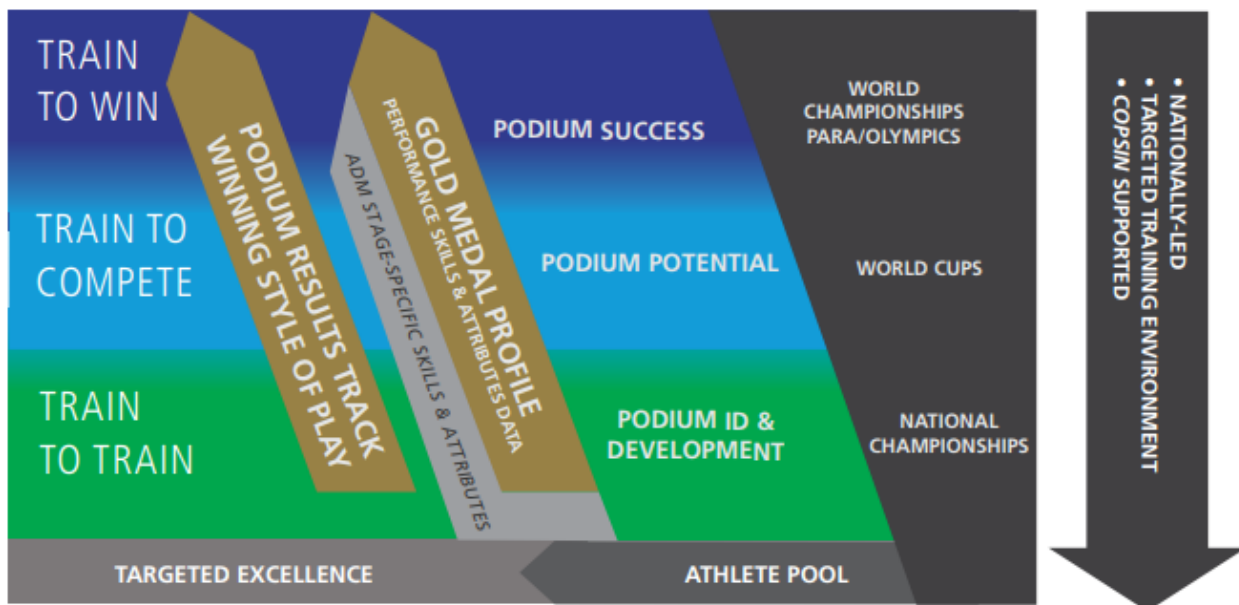 TRAIN
TO WIN
PODIUM RESULTS TRACK
WINNING STYLE OF PLAY
ADM STAGE-SPECIFIC SKILLS & ATTRIBUTES
GOLD MEDAL PROFILE
PERFORMANCE SKILLS & ATTRIBUTES DATA
PODIUM SUCCESS
WORLD
CHAMPIONSHIPS
PARA/OLYMPICS
TRAIN TO
COMPETE
PODIUM POTENTIAL
WORLD CUPS
TRAIN
TO TRAIN
PODIUM ID &
DEVELOPMENT
NATIONAL
CHAMPIONSHIPS
TARGETED EXCELLENCE
ATHLETE POOL
• NATIONALLY-LED
• TARGETED TRAINING ENVIRONMENT
• COPSIN SUPPORTED